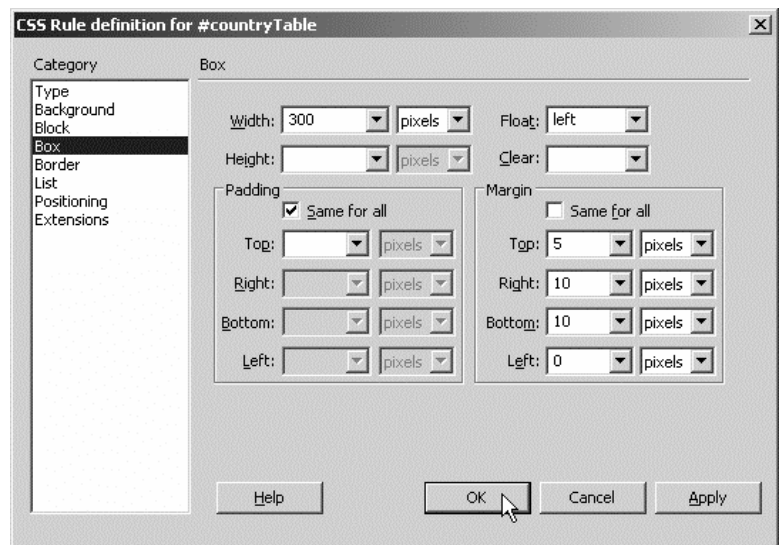 CSS Rule definition for #countryTable
Category
Type
Background
Block
Box
Border
List
Positioning
Extensions
Box
Width: 300 pixels Float: left
Height: pixels Clear:
Padding
Same for all
Top: pixels
Right: pixels
Bottom: pixels
Left: pixels
Margin
Same for all
Top: 5 pixels
Right: 10 pixels
Bottom: 10 pixels
Left: 0 pixels
Help OK Cancel Apply